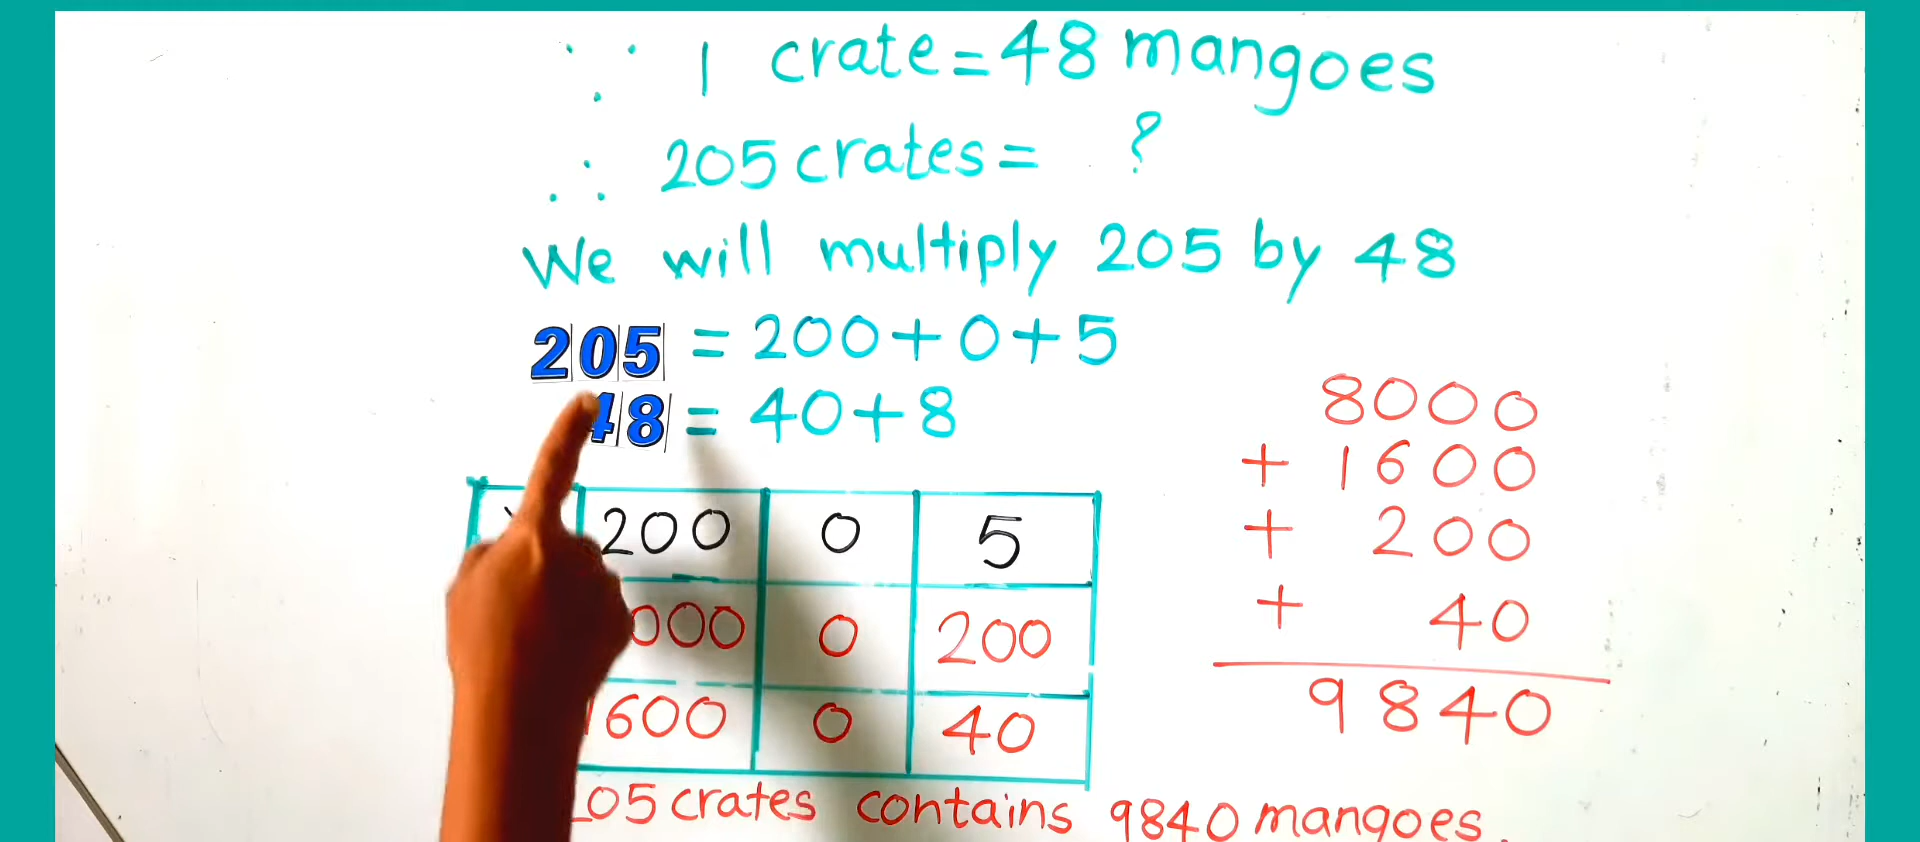 ∵ 1 crate = 48 mangoes
∴ 205 crates = ?
We will multiply 205 by 48
205 = 200 + 0 + 5
48 = 40 + 8
200 0 5
000 0 200
1600 0 40
8000
+ 1600
+ 200
+ 40
9840
05 crates contains 9840 mangoes.